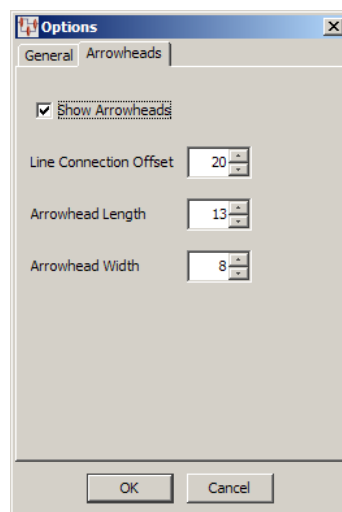 Options
General Arrowheads
Show Arrowheads
Line Connection Offset 20
Arrowhead Length 13
Arrowhead Width 8
OK Cancel